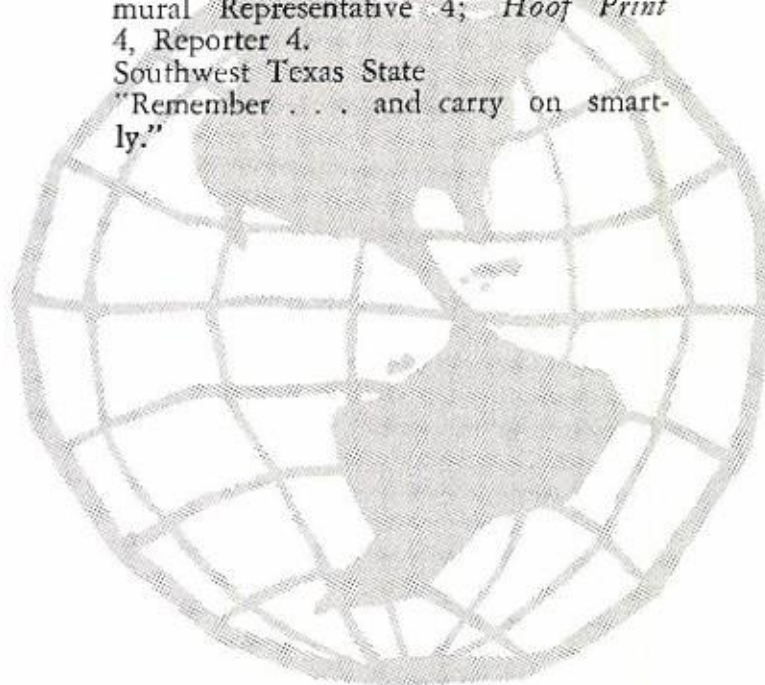 mural Representative 4; Hoof Print
4, Reporter 4.
Southwest Texas State
"Remember . . . and carry on smart-
ly."